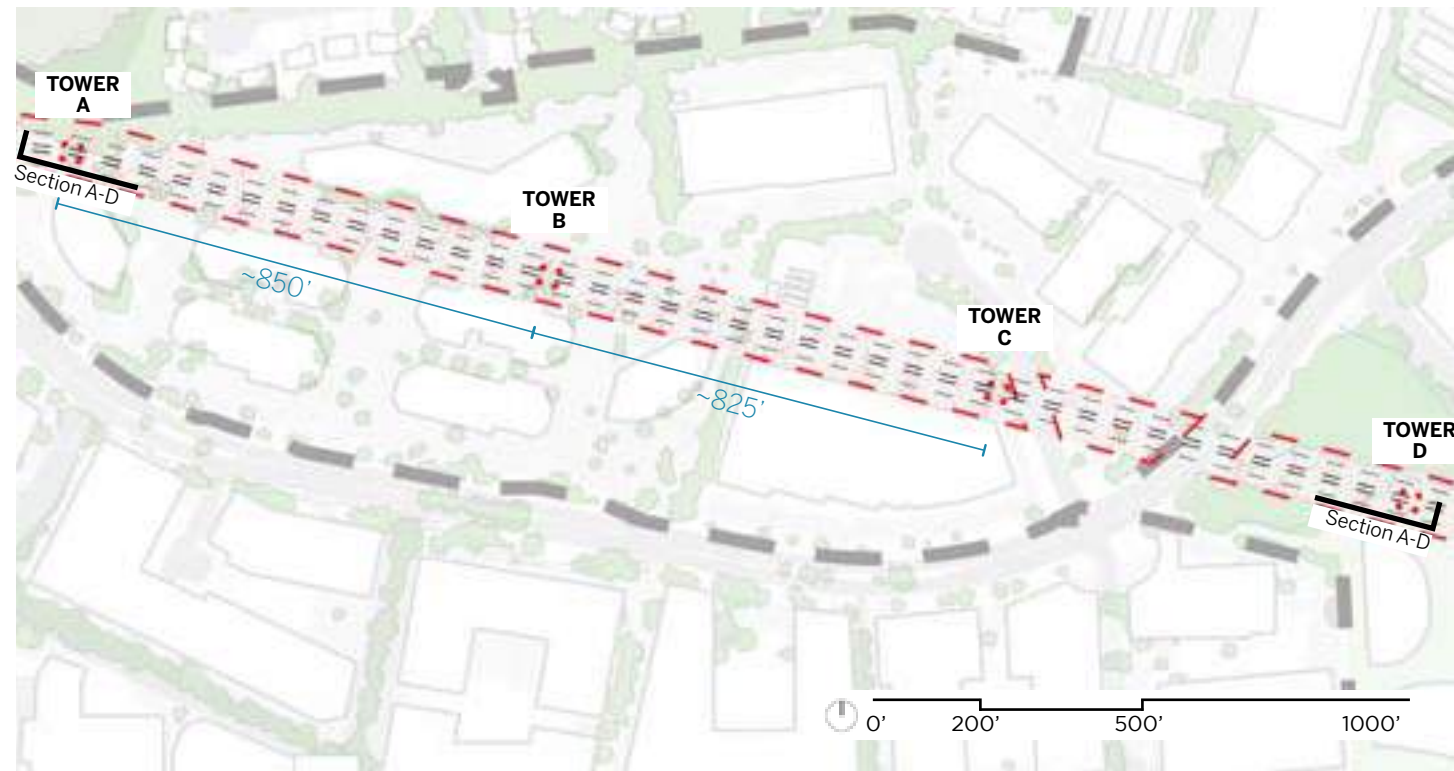 TOWER
A
Section A-D
TOWER
B
~850’
TOWER
C
~825’
TOWER
D
Section A-D
0’ 200’ 500’ 1000’